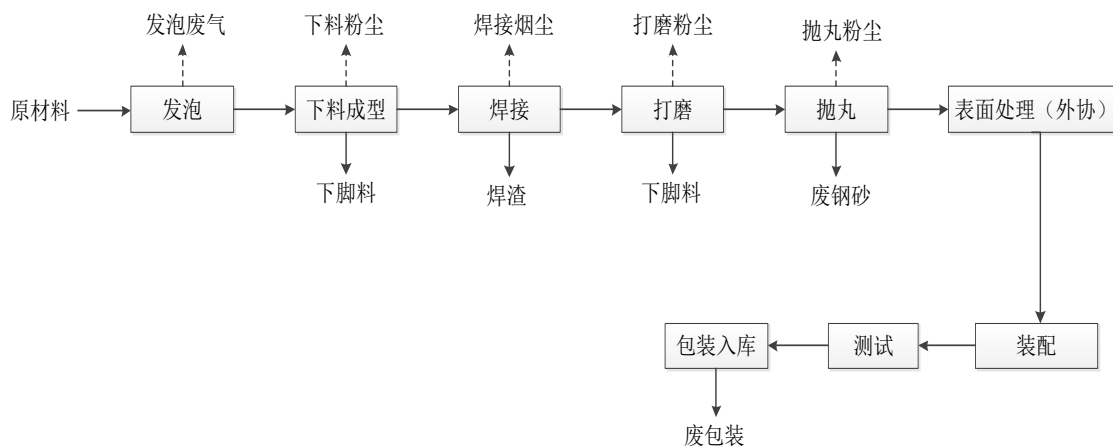 发泡废气
下料粉尘
焊接烟尘
打磨粉尘
抛丸粉尘
原材料
发泡
下料成型
焊接
打磨
抛丸
表面处理（外协）
下脚料
焊渣
下脚料
废钢砂
包装入库
测试
装配
废包装